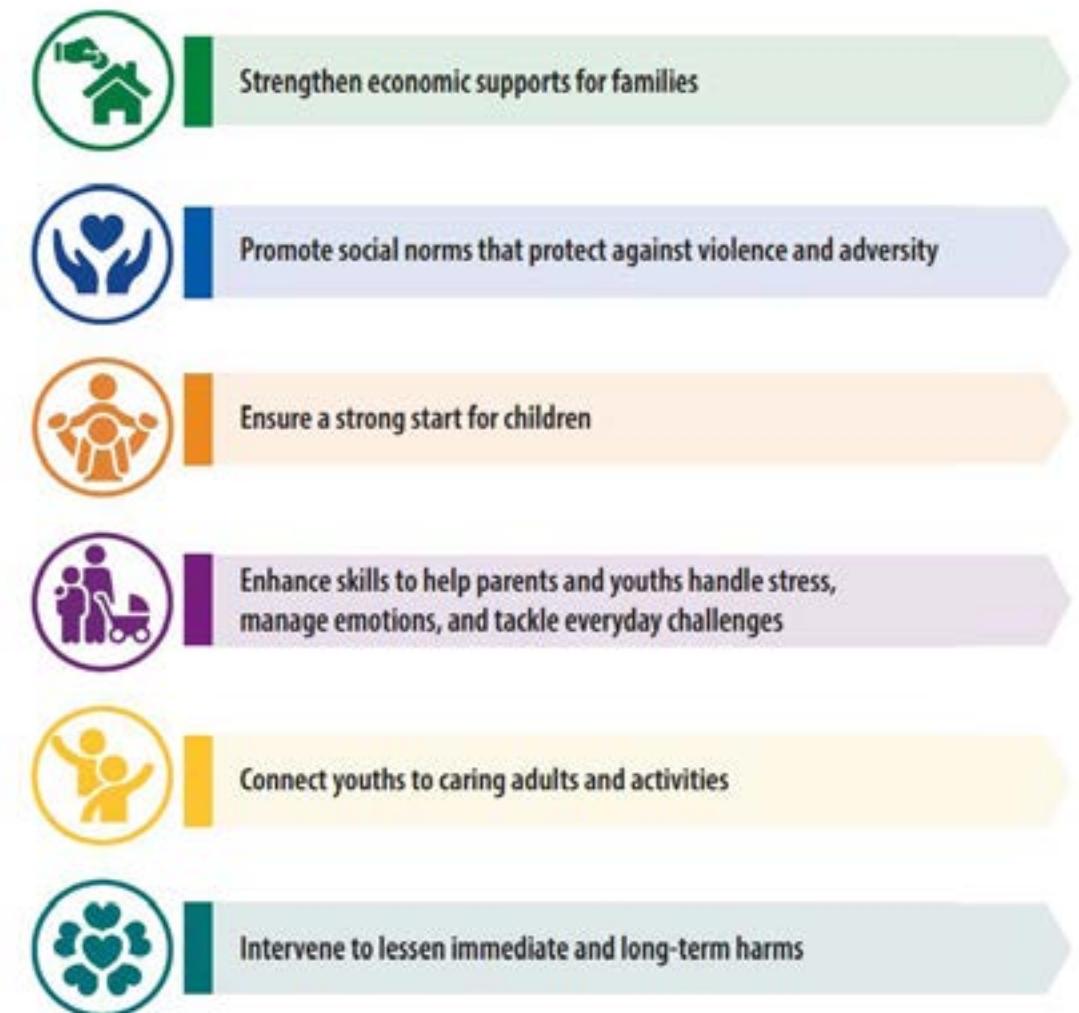 Strengthen economic supports for families
Promote social norms that protect against violence and adversity
Ensure a strong start for children
Enhance skills to help parents and youths handle stress,
manage emotions, and tackle everyday challenges
Connect youths to caring adults and activities
Intervene to lessen immediate and long-term harms